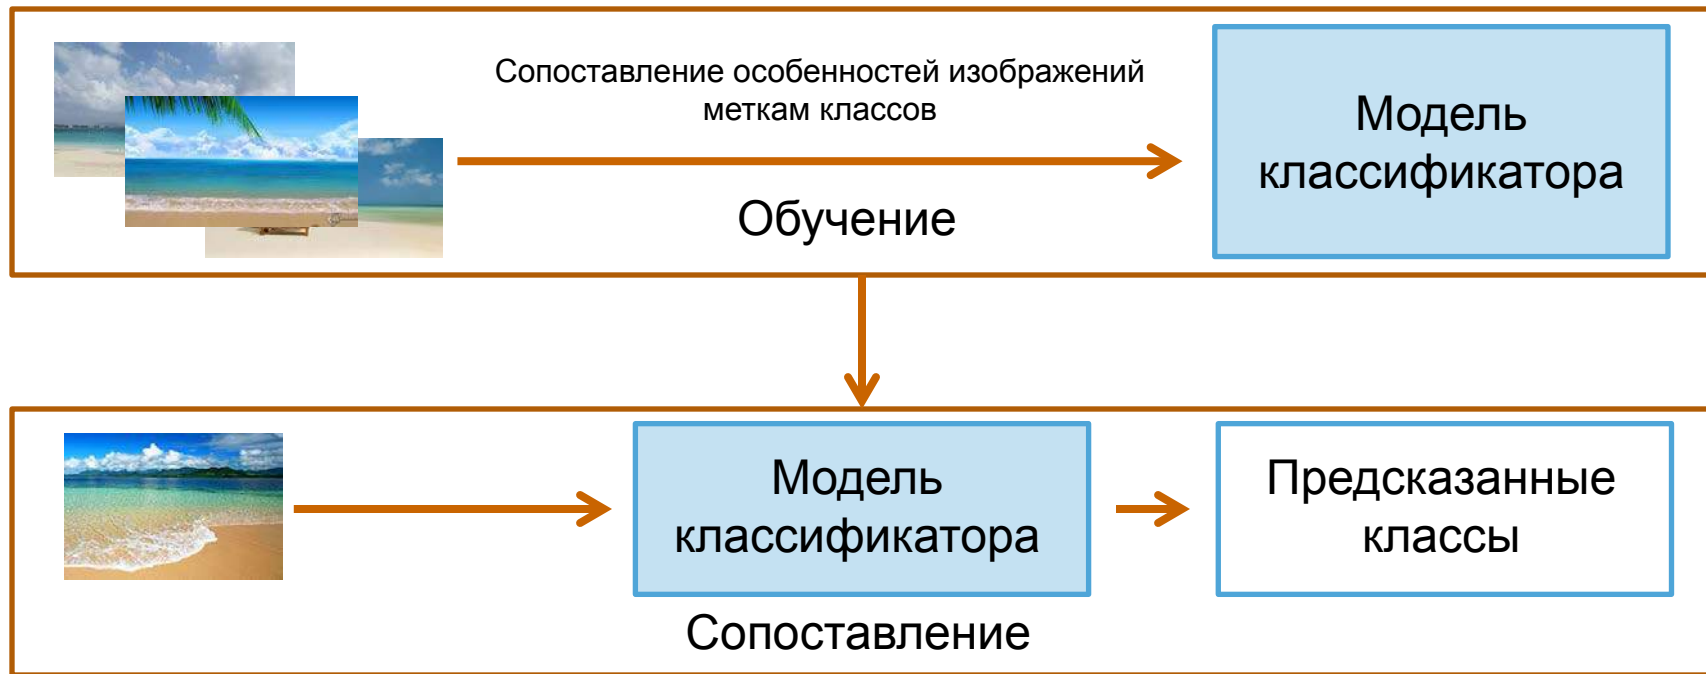 Сопоставление особенностей изображений
меткам классов
Модель
классификатора
Обучение
Модель
классификатора
Предсказанные
классы
Сопоставление